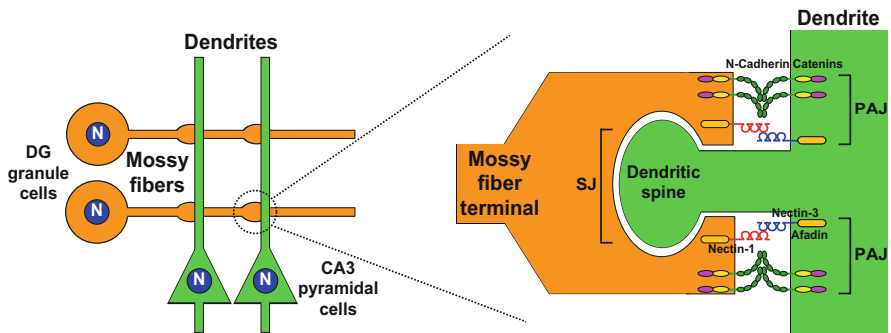 Dendrites
N
DG
granule
cells
Mossy
fibers
N
N
N
CA3
pyramidal
cells
Dendrite
N-Cadherin Catenins
PAJ
Mossy
fiber
terminal
SJ
Dendritic
spine
Nectin-3
Afadin
Nectin-1
PAJ